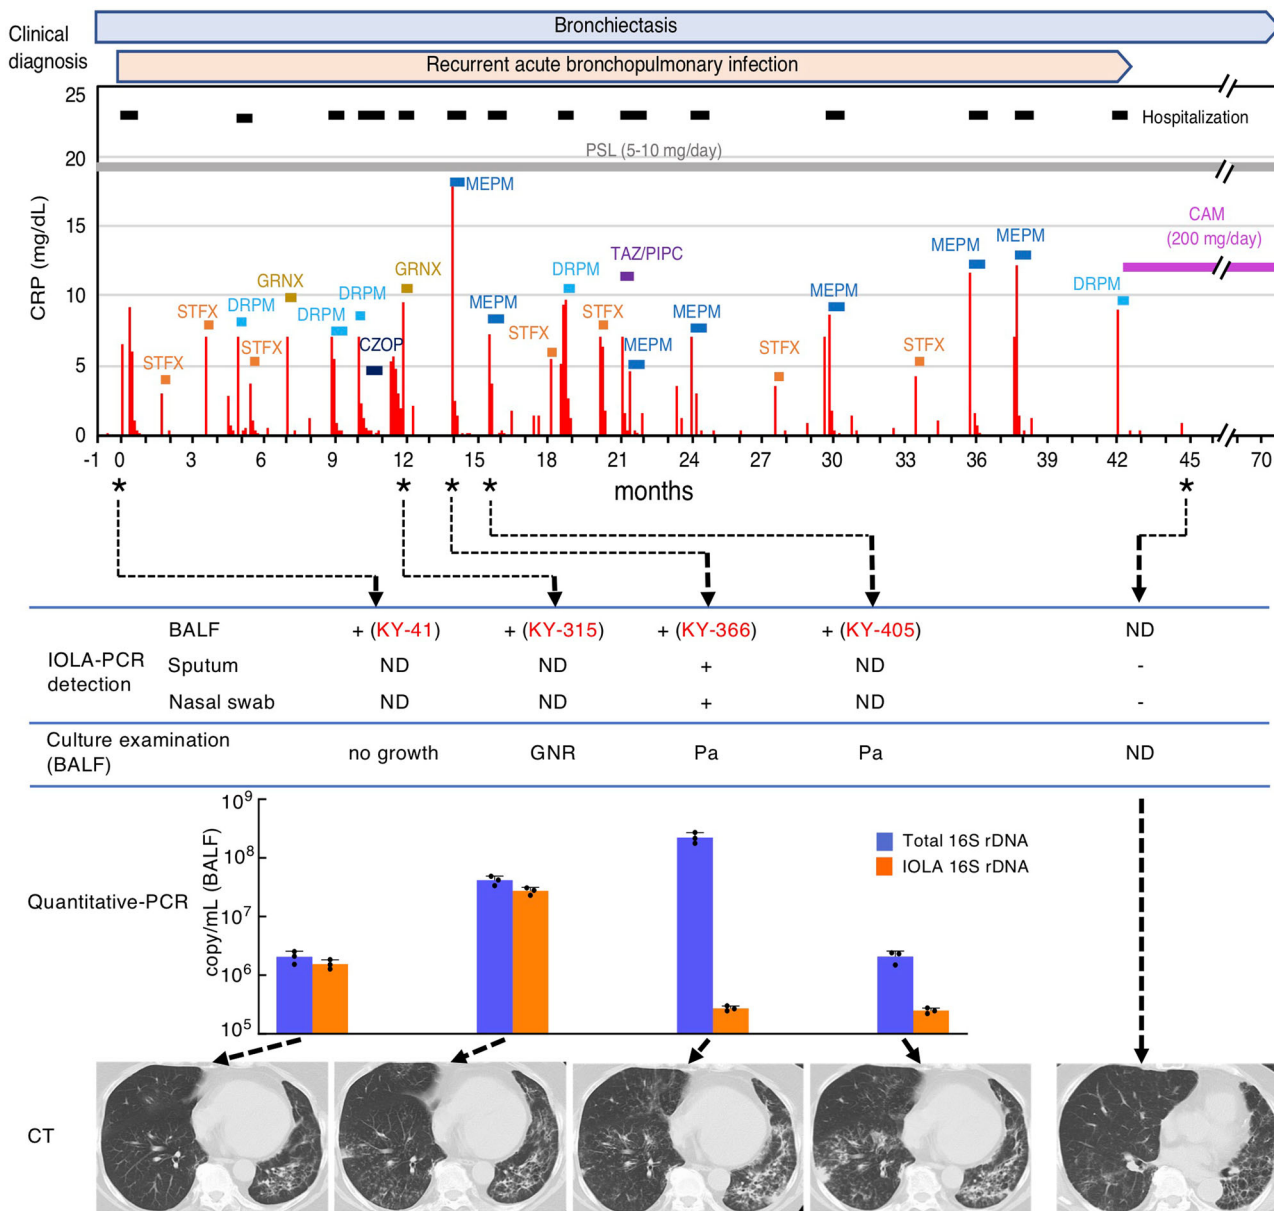 Bronchiectasis
Clinical
diagnosis
Recurrent acute bronchopulmonary infection
25
Hospitalization
PSL (5-10 mg/day)
20
MEPM
CAM
(200 mg/day)
15
MEPM
MEPM
TAZ/PIPC
GRNX
GRNX
DRPM
DRPM
DRPM
10
STFX
DRPM
DRPM
MEPM
STFX
MEPM
MEPM
STFX
CZOP
STFX
MEPM
STFX
STFX
STFX
5
0
CRP (mg/dL)
-1 0 3 6 9 12 15 18 21 24 27 30 33 36 39 42 45 70
* * * * *
months
IOLA-PCR
detection
BALF + (KY-41) + (KY-315) + (KY-366) + (KY-405) ND
Sputum ND ND + ND -
Nasal swab ND ND + ND -
Culture examination
(BALF)
no growth GNR Pa Pa ND
Quantitative-PCR
copy/mL (BALF)
10⁹
10⁸
10⁷
10⁶
10⁵
Total 16S rDNA
IOLA 16S rDNA
CT